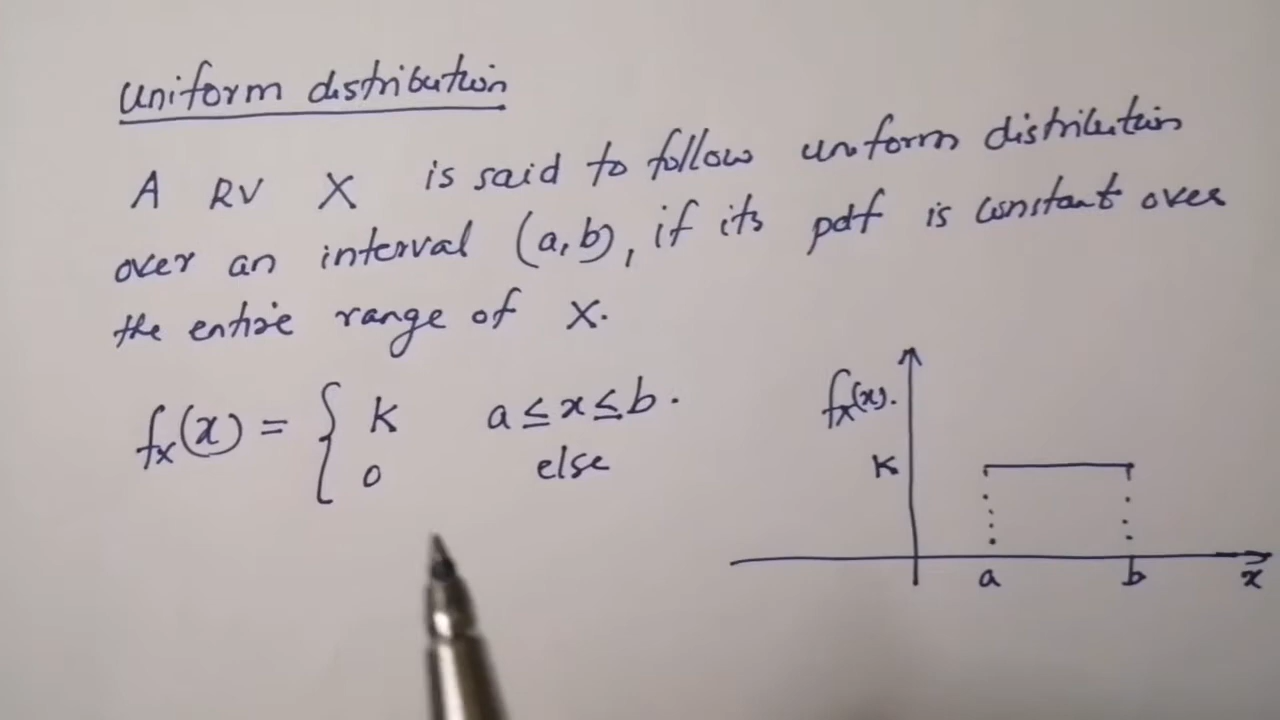 Uniform distribution
A RV X is said to follow uniform distribution
over an interval (a,b), if its pdf is constant over
the entire range of X.
fx(x) = { K a ≤ x ≤ b.
0 else
fx(x).
K
a b x